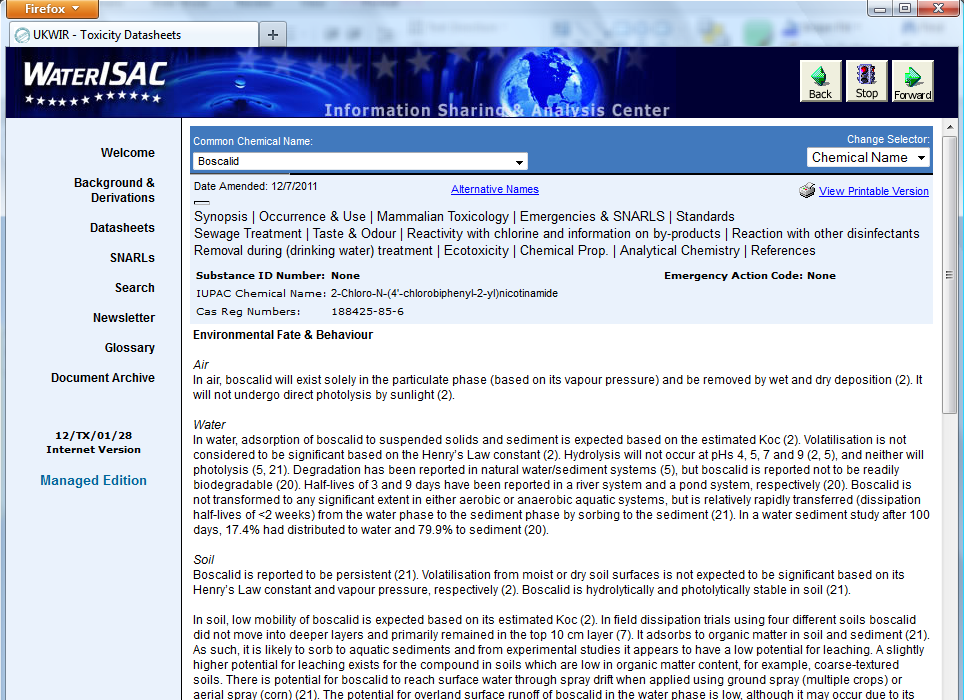 Firefox
UKWIR - Toxicity Datasheets
WATERISAC
Information Sharing & Analysis Center
Back
Stop
Forward
Welcome
Background &
Derivations
Datasheets
SNARLs
Search
Newsletter
Glossary
Document Archive
12/TX/01/28
Internet Version
Managed Edition
Common Chemical Name:
Change Selector:
Boscalid
Chemical Name
Date Amended: 12/7/2011
Alternative Names
View Printable Version
Synopsis | Occurrence & Use | Mammalian Toxicology | Emergencies & SNARLS | Standards
Sewage Treatment | Taste & Odour | Reactivity with chlorine and information on by-products | Reaction with other disinfectants
Removal during (drinking water) treatment | Ecotoxicity | Chemical Prop. | Analytical Chemistry | References
Substance ID Number: None
Emergency Action Code: None
IUPAC Chemical Name: 2-Chloro-N-(4'-chlorobiphenyl-2-yl)nicotinamide
Cas Reg Numbers: 188425-85-6
Environmental Fate & Behaviour
Air
In air, boscalid will exist solely in the particulate phase (based on its vapour pressure) and be removed by wet and dry deposition (2). It
will not undergo direct photolysis by sunlight (2).
Water
In water, adsorption of boscalid to suspended solids and sediment is expected based on the estimated Koc (2). Volatilisation is not
considered to be significant based on the Henry's Law constant (2). Hydrolysis will not occur at pHs 4, 5, 7 and 9 (2, 5), and neither will
photolysis (5, 21). Degradation has been reported in natural water/sediment systems (5), but boscalid is reported not to be readily
biodegradable (20). Half-lives of 3 and 9 days have been reported in a river system and a pond system, respectively (20). Boscalid is
not transformed to any significant extent in either aerobic or anaerobic aquatic systems, but is relatively rapidly transferred (dissipation
half-lives of <2 weeks) from the water phase to the sediment phase by sorbing to the sediment (21). In a water sediment study after 100
days, 17.4% had distributed to water and 79.9% to sediment (20).
Soil
Boscalid is reported to be persistent (21). Volatilisation from moist or dry soil surfaces is not expected to be significant based on its
Henry's Law constant and vapour pressure, respectively (2). Boscalid is hydrolytically and photolytically stable in soil (21).
In soil, low mobility of boscalid is expected based on its estimated Koc (2). In field dissipation trials using four different soils boscalid
did not move into deeper layers and primarily remained in the top 10 cm layer (7). It adsorbs to organic matter in soil and sediment (21).
As such, it is likely to sorb to aquatic sediments and from experimental studies it appears to have a low potential for leaching. A slightly
higher potential for leaching exists for the compound in soils which are low in organic matter content, for example, coarse-textured
soils. There is potential for boscalid to reach surface water through spray drift when applied using ground spray (multiple crops) or
aerial spray (corn) (21). The potential for overland surface runoff of boscalid in the water phase is low, although it may occur due to its